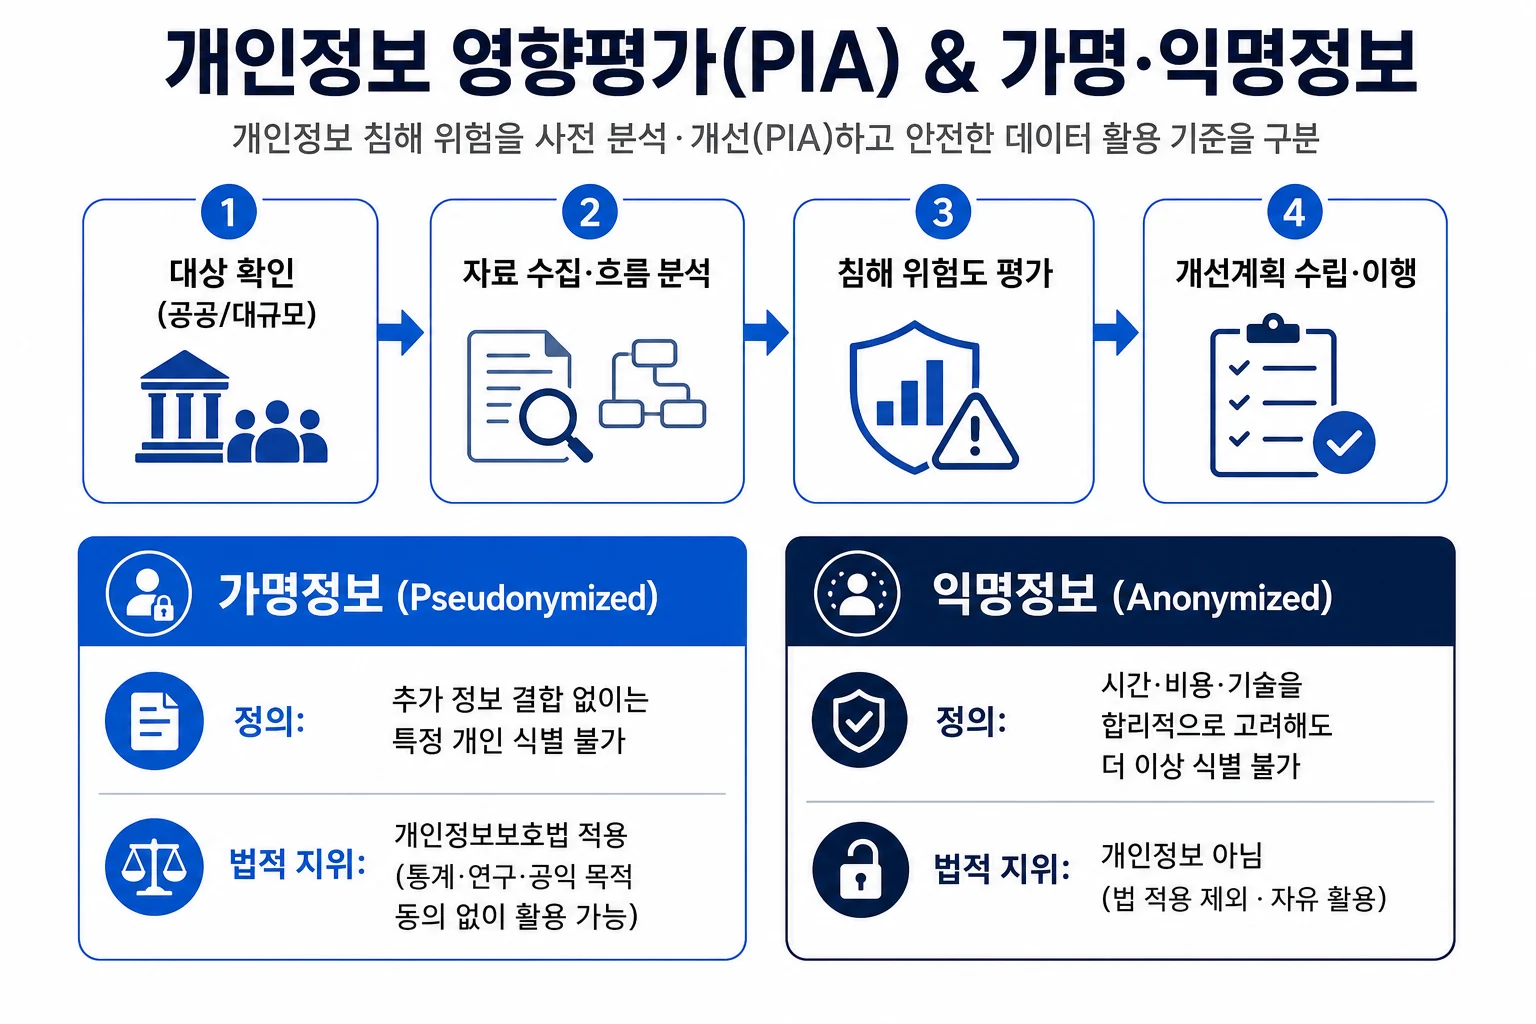 개인정보 영향평가(PIA) & 가명·익명정보
개인정보 침해 위험을 사전 분석·개선(PIA)하고 안전한 데이터 활용 기준을 구분
1
대상 확인
(공공/대규모)
2
자료 수집·흐름 분석
3
침해 위험도 평가
4
개선계획 수립·이행
가명정보 (Pseudonymized)
정의:
추가 정보 결합 없이는
특정 개인 식별 불가
법적 지위:
개인정보보호법 적용
(통계·연구·공익 목적
동의 없이 활용 가능)
익명정보 (Anonymized)
정의:
시간·비용·기술을
합리적으로 고려해도
더 이상 식별 불가
법적 지위:
개인정보 아님
(법 적용 제외 · 자유 활용)